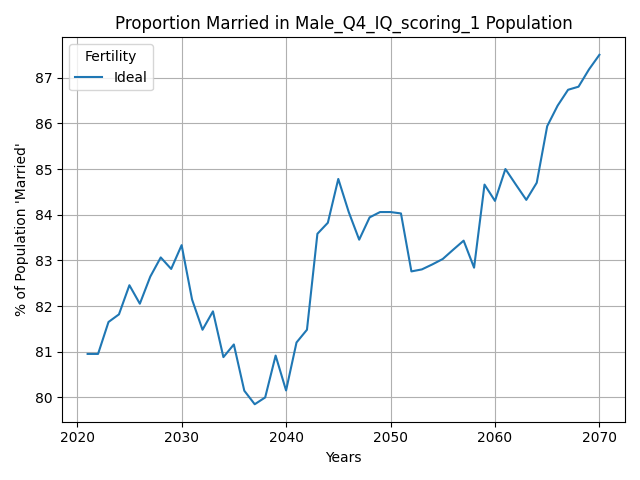 Proportion Married in Male_Q4_IQ_scoring_1 Population
Fertility
Ideal
% of Population 'Married'
87
86
85
84
83
82
81
80
2020
2030
2040
2050
2060
2070
Years